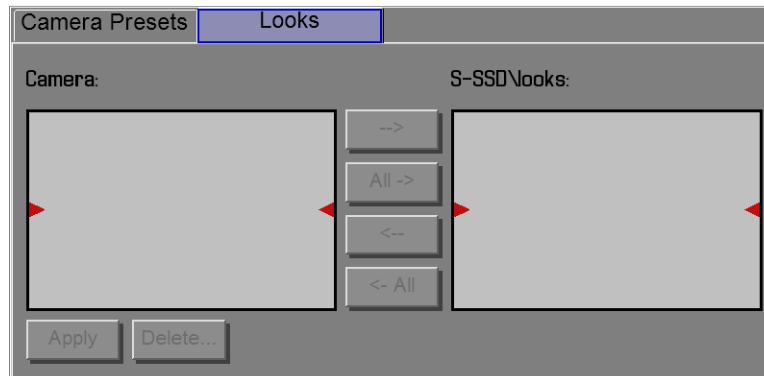 Camera Presets Looks
Camera: S-SSD\looks:
-->
All ->
<--
<- All
Apply Delete...